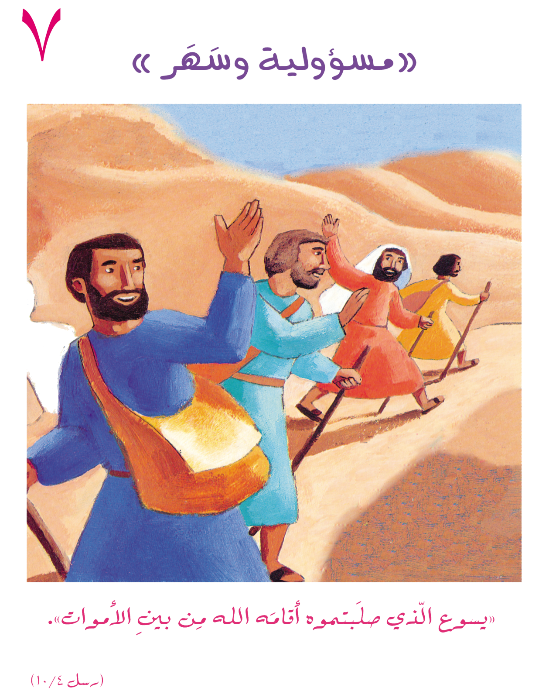 ٧
«مسؤولية وسَهَر »
«يسوع الّذي صلَبتموه أقامَه الله مِن بينِ الأموات».
(رسل ١٠/٤)